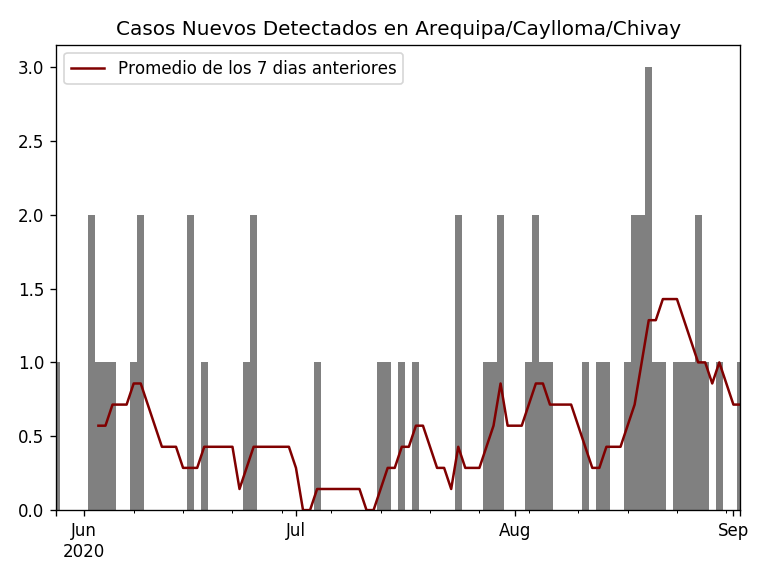 Casos Nuevos Detectados en Arequipa/Caylloma/Chivay
Promedio de los 7 dias anteriores
3.0
2.5
2.0
1.5
1.0
0.5
0.0
Jun Jul Aug Sep
2020